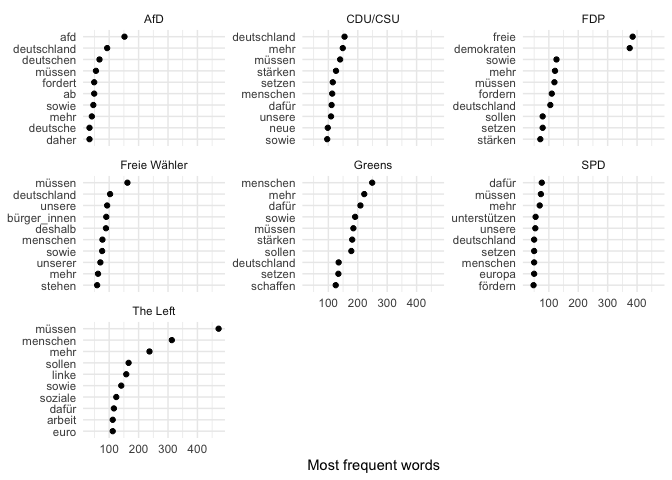 AfD
afd
deutschland
deutschen
müssen
fordert
ab
sowie
mehr
deutsche
daher
CDU/CSU
deutschland
mehr
müssen
stärken
setzen
menschen
dafür
unsere
neue
sowie
FDP
freie
demokraten
sowie
mehr
müssen
fordern
deutschland
sollen
setzen
stärken
Freie Wähler
müssen
deutschland
unsere
bürger_innen
deshalb
menschen
sowie
unserer
mehr
stehen
Greens
menschen
mehr
dafür
sowie
müssen
stärken
sollen
deutschland
setzen
schaffen
100 200 300 400
SPD
dafür
müssen
mehr
unterstützen
unsere
deutschland
setzen
menschen
europa
fördern
100 200 300 400
The Left
müssen
menschen
mehr
sollen
linke
sowie
soziale
dafür
arbeit
euro
100 200 300 400
Most frequent words